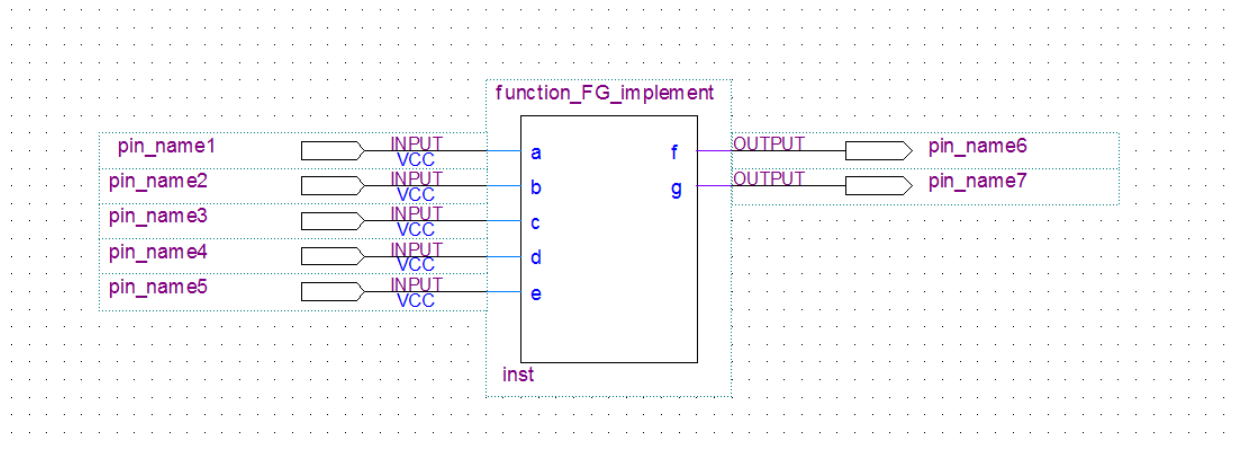 function_FG_implement
pin_name1 INPUT VCC a f OUTPUT pin_name6
pin_name2 INPUT VCC b g OUTPUT pin_name7
pin_name3 INPUT VCC c
pin_name4 INPUT VCC d
pin_name5 INPUT VCC e
inst